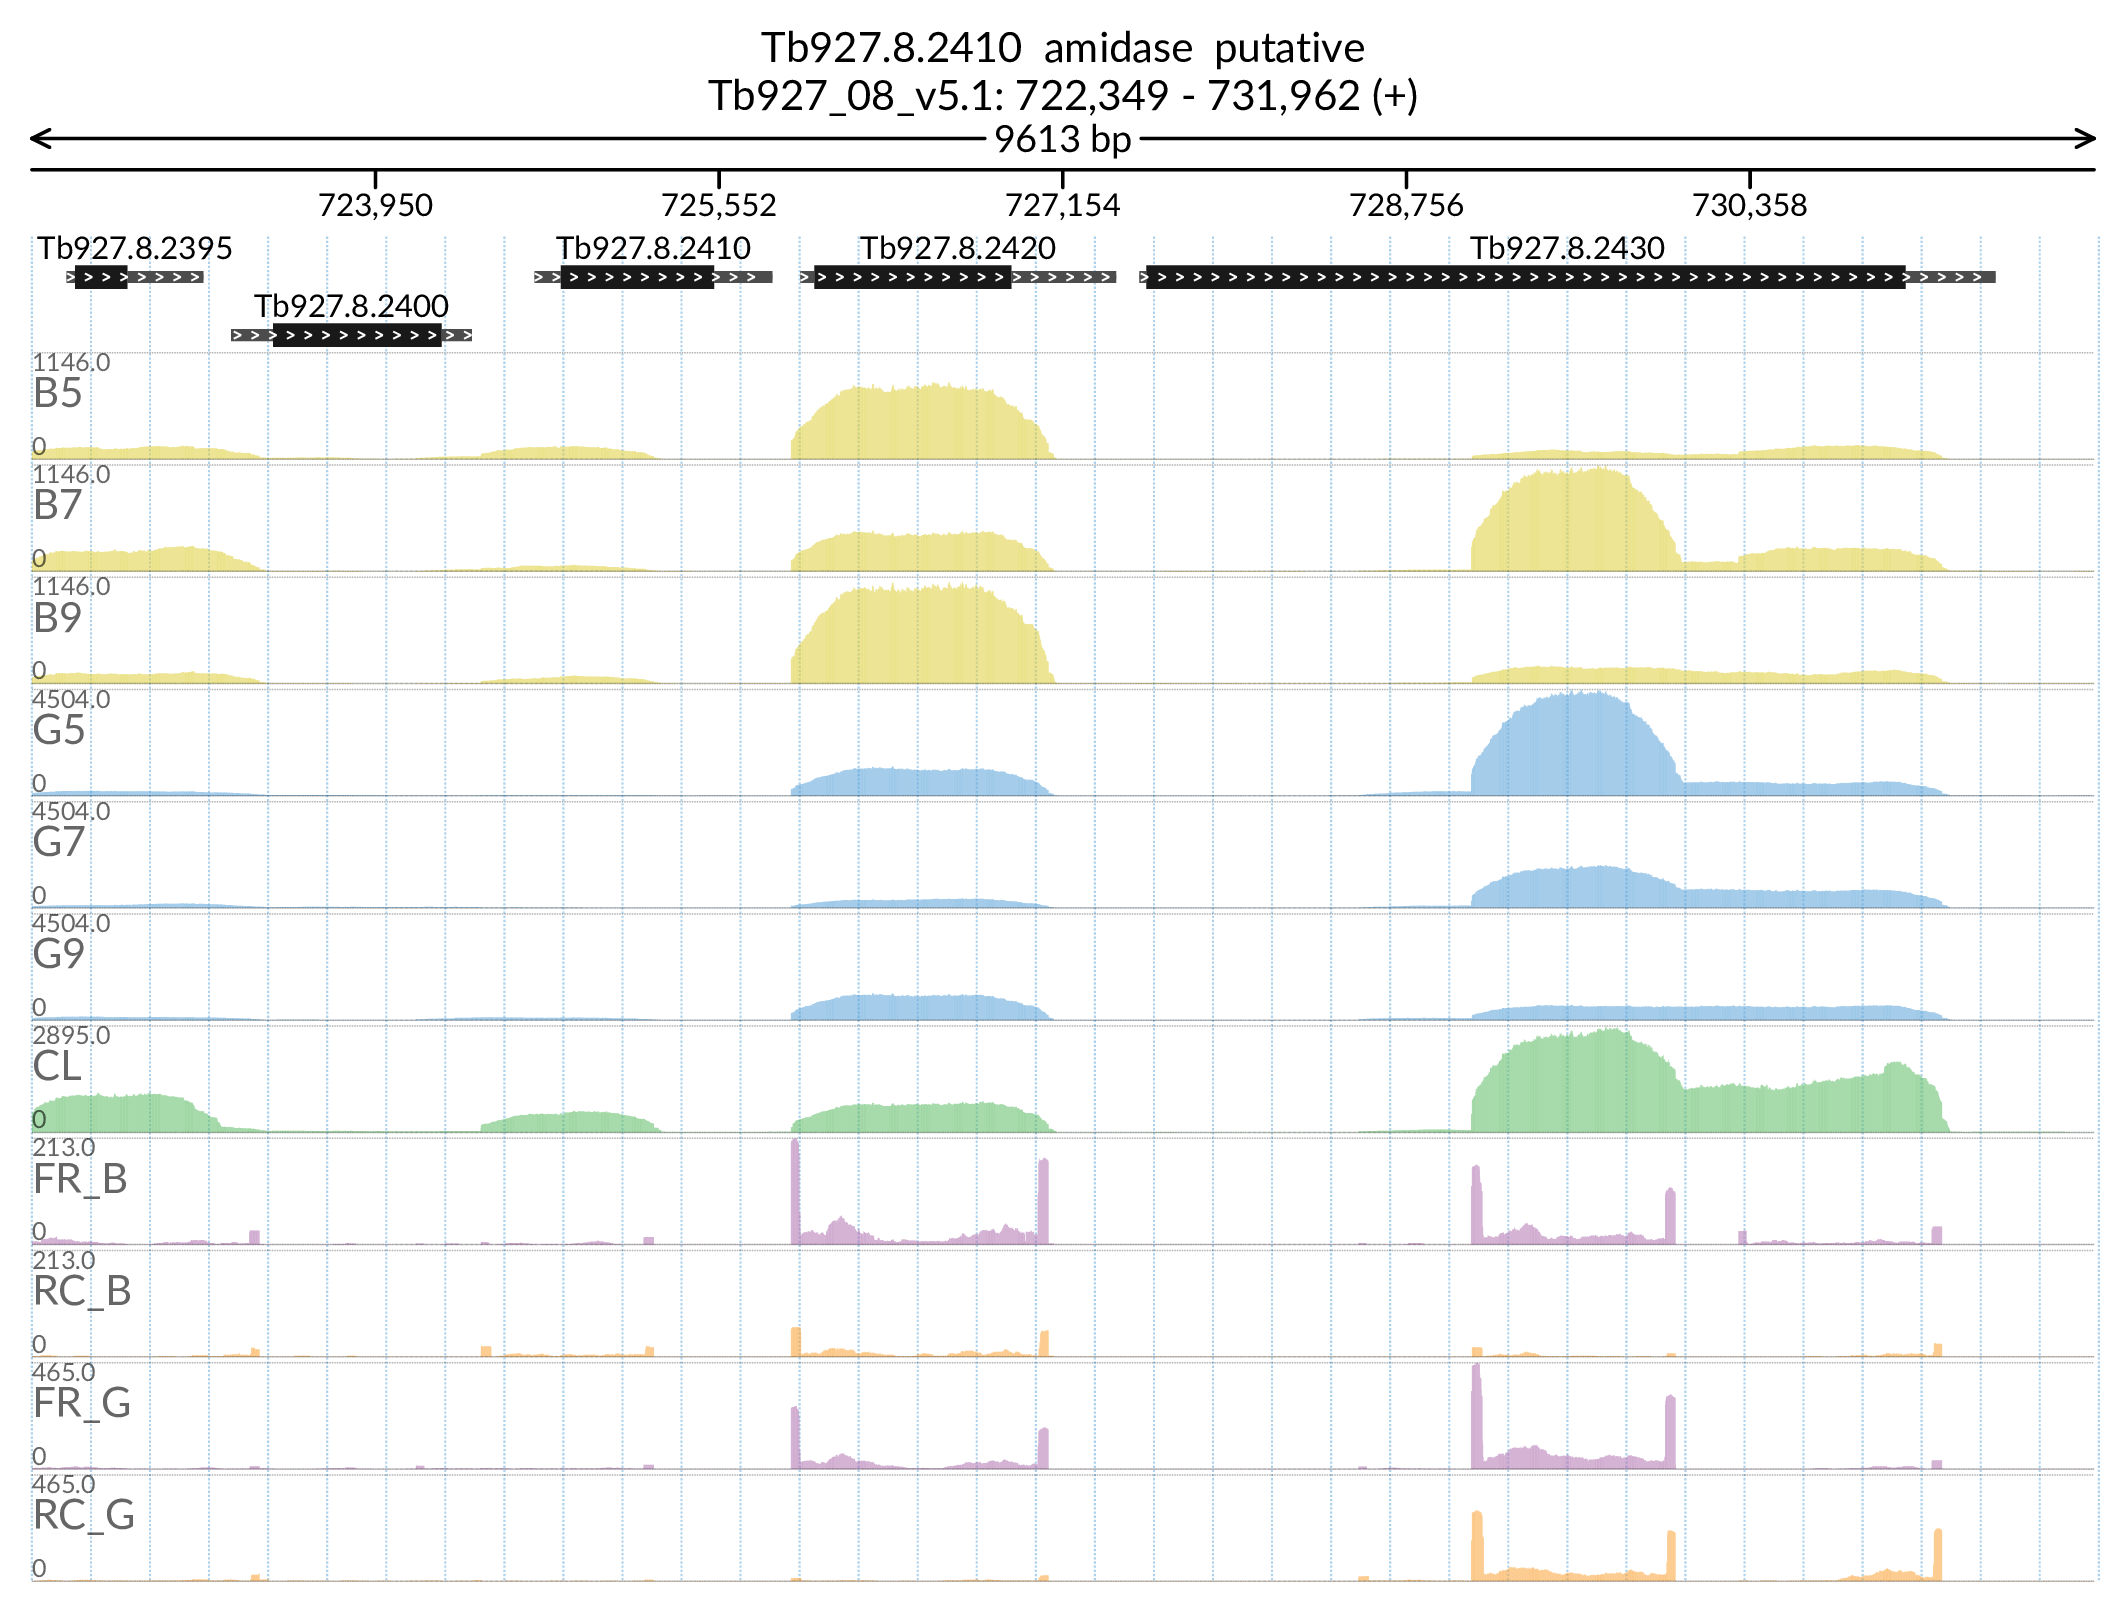 Tb927.8.2410 amidase putative
Tb927_08_v5.1: 722,349 - 731,962 (+)
9613 bp
723,950 725,552 727,154 728,756 730,358
Tb927.8.2395 Tb927.8.2410 Tb927.8.2420 Tb927.8.2430
Tb927.8.2400
1146.0
B5
0
1146.0
B7
0
1146.0
B9
0
4504.0
G5
0
4504.0
G7
0
4504.0
G9
0
2895.0
CL
0
213.0
FR_B
0
213.0
RC_B
0
465.0
FR_G
0
465.0
RC_G
0